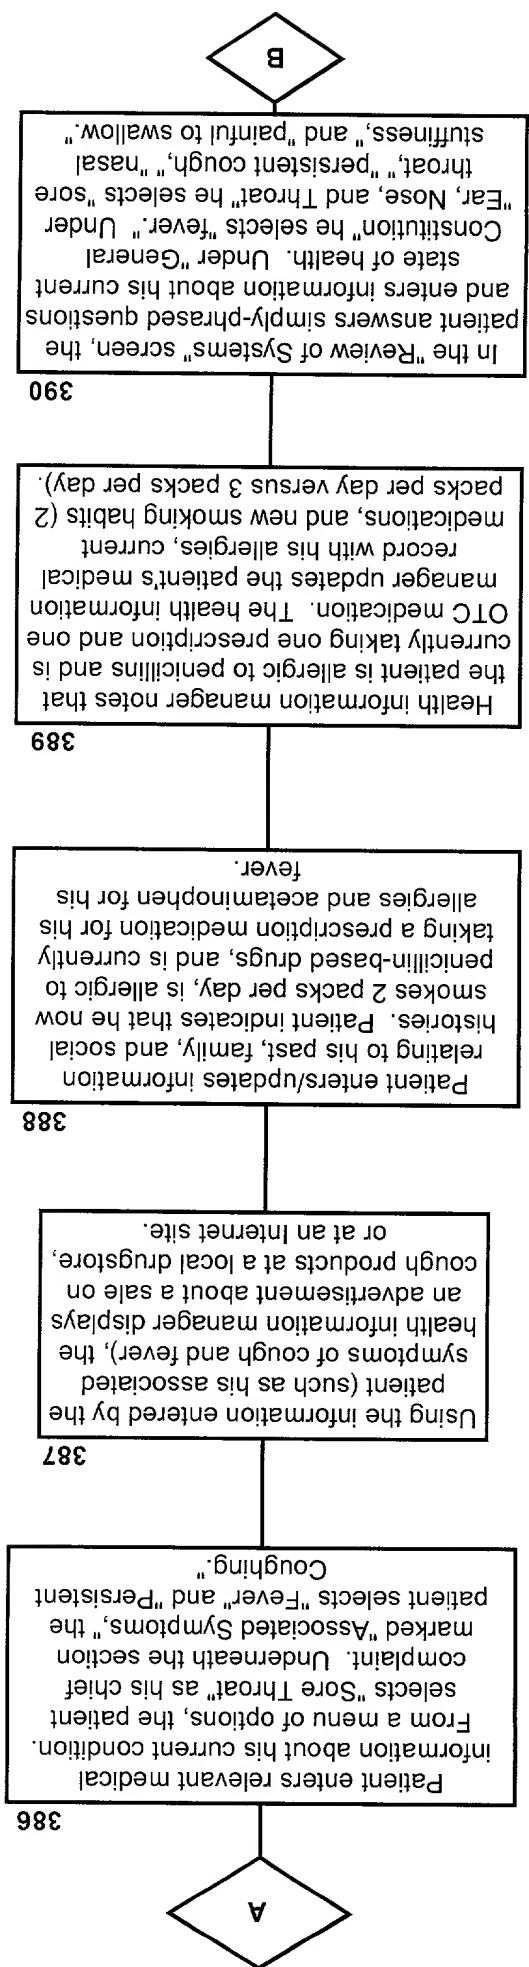 A
386
Patient enters relevant medical
information about his current condition.
From a menu of options, the patient
selects "Sore Throat" as his chief
complaint. Underneath the section
marked "Associated Symptoms," the
patient selects "Fever" and "Persistent
Coughing."
387
Using the information entered by the
patient (such as his associated
symptoms of cough and fever), the
health information manager displays
an advertisement about a sale on
cough products at a local drugstore,
or at an Internet site.
388
Patient enters/updates information
relating to his past, family, and social
histories. Patient indicates that he now
smokes 2 packs per day, is allergic to
penicillin-based drugs, and is currently
taking a prescription medication for his
allergies and acetaminophen for his
fever.
389
Health information manager notes that
the patient is allergic to penicillins and is
currently taking one prescription and one
OTC medication. The health information
manager updates the patient's medical
record with his allergies, current
medications, and new smoking habits (2
packs per day versus 3 packs per day).
390
In the "Review of Systems" screen, the
patient answers simply-phrased questions
and enters information about his current
state of health. Under "General
Constitution" he selects "fever." Under
"Ear, Nose, and Throat" he selects "sore
throat," "persistent cough," "nasal
stuffiness," and "painful to swallow."
B